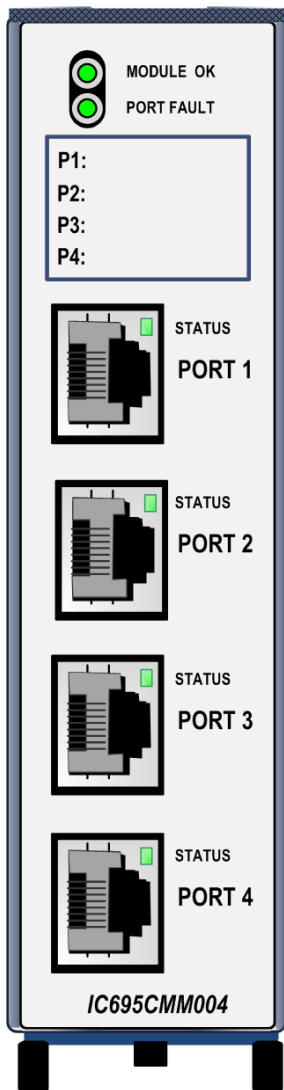 MODULE OK
PORT FAULT
P1:
P2:
P3:
P4:
STATUS
PORT 1
STATUS
PORT 2
STATUS
PORT 3
STATUS
PORT 4
IC695CMM004